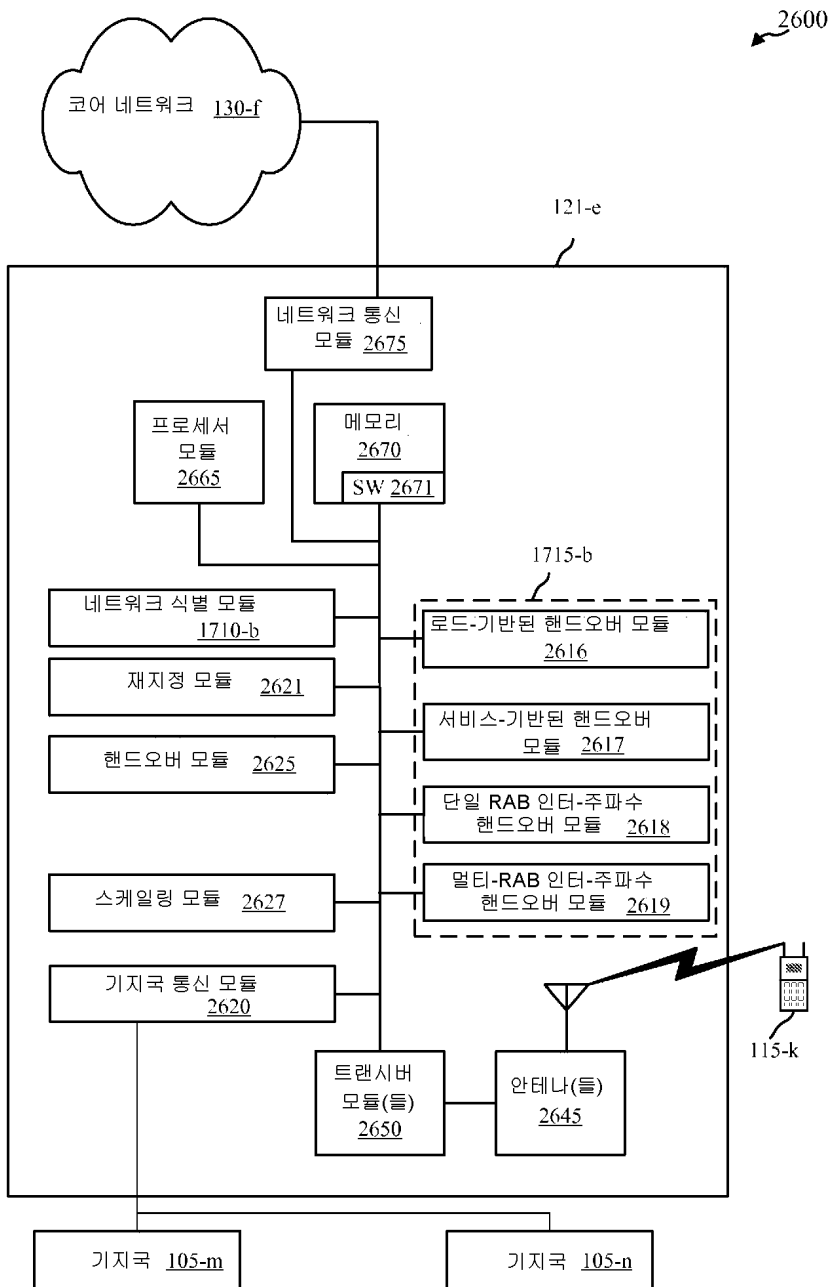 2600
코어 네트워크 130-f
121-e
네트워크 통신
모듈 2675
프로세서
모듈
2665
메모리
2670
SW 2671
1715-b
네트워크 식별 모듈
1710-b
로드-기반된 핸드오버 모듈
2616
재지정 모듈 2621
서비스-기반된 핸드오버
모듈 2617
핸드오버 모듈 2625
단일 RAB 인터-주파수
핸드오버 모듈 2618
멀티-RAB 인터-주파수
핸드오버 모듈 2619
스케일링 모듈 2627
기지국 통신 모듈
2620
115-k
트랜시버
모듈(들)
2650
안테나(들)
2645
기지국 105-m
기지국 105-n